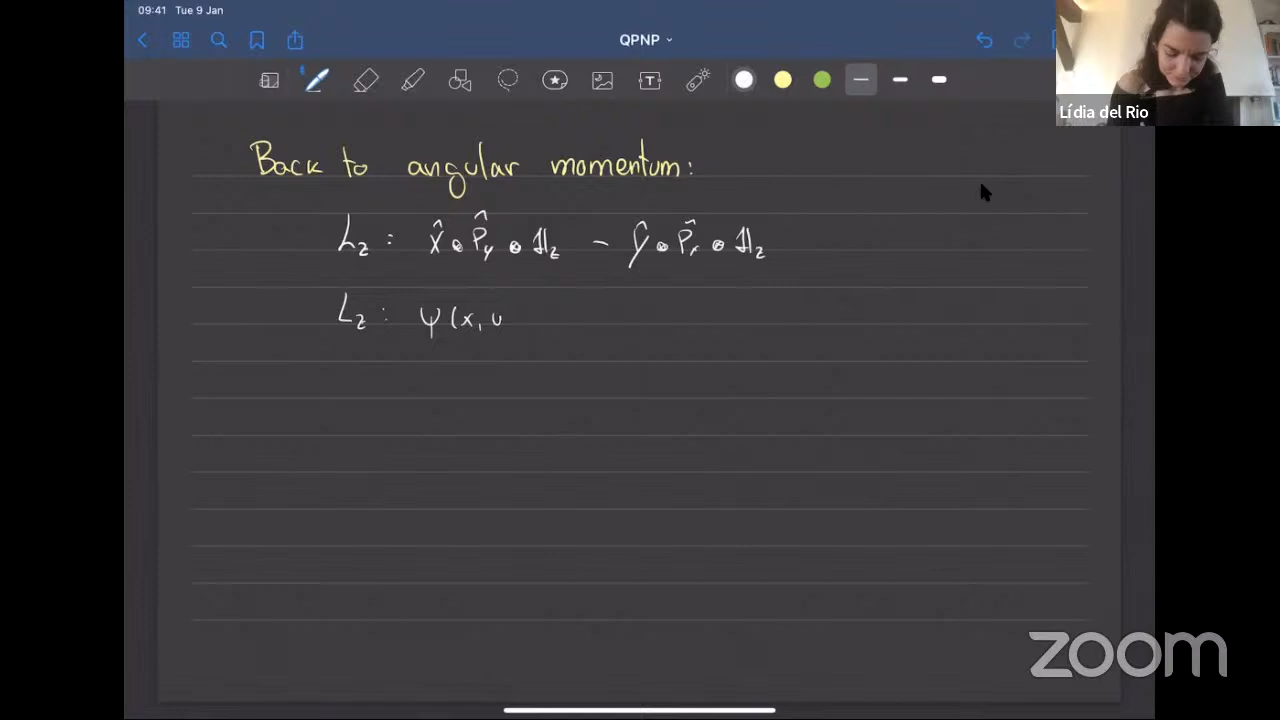 09:41 Tue 9 Jan
QPNP
Lídia del Rio
Back to angular momentum:
L_z : x̂ ⊗ P̂_y ⊗ 𝟙_z − ŷ ⊗ P̂_x ⊗ 𝟙_z
L_z : ψ(x, u
zoom